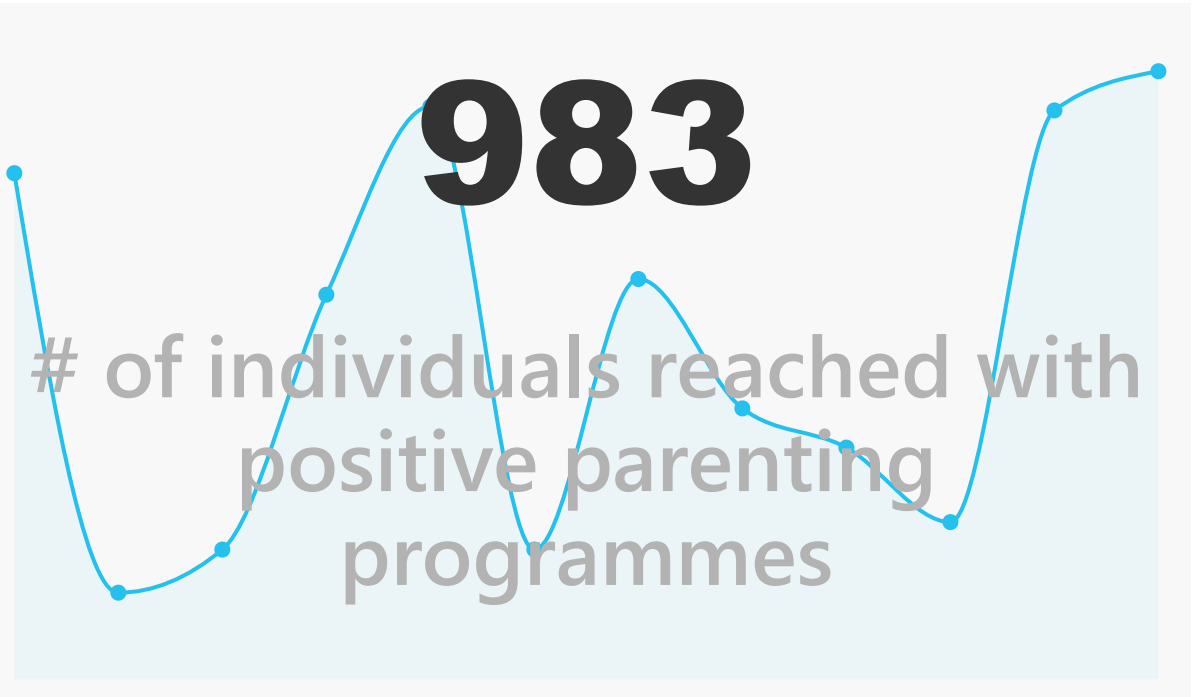 983
# of individuals reached with
positive parenting
programmes